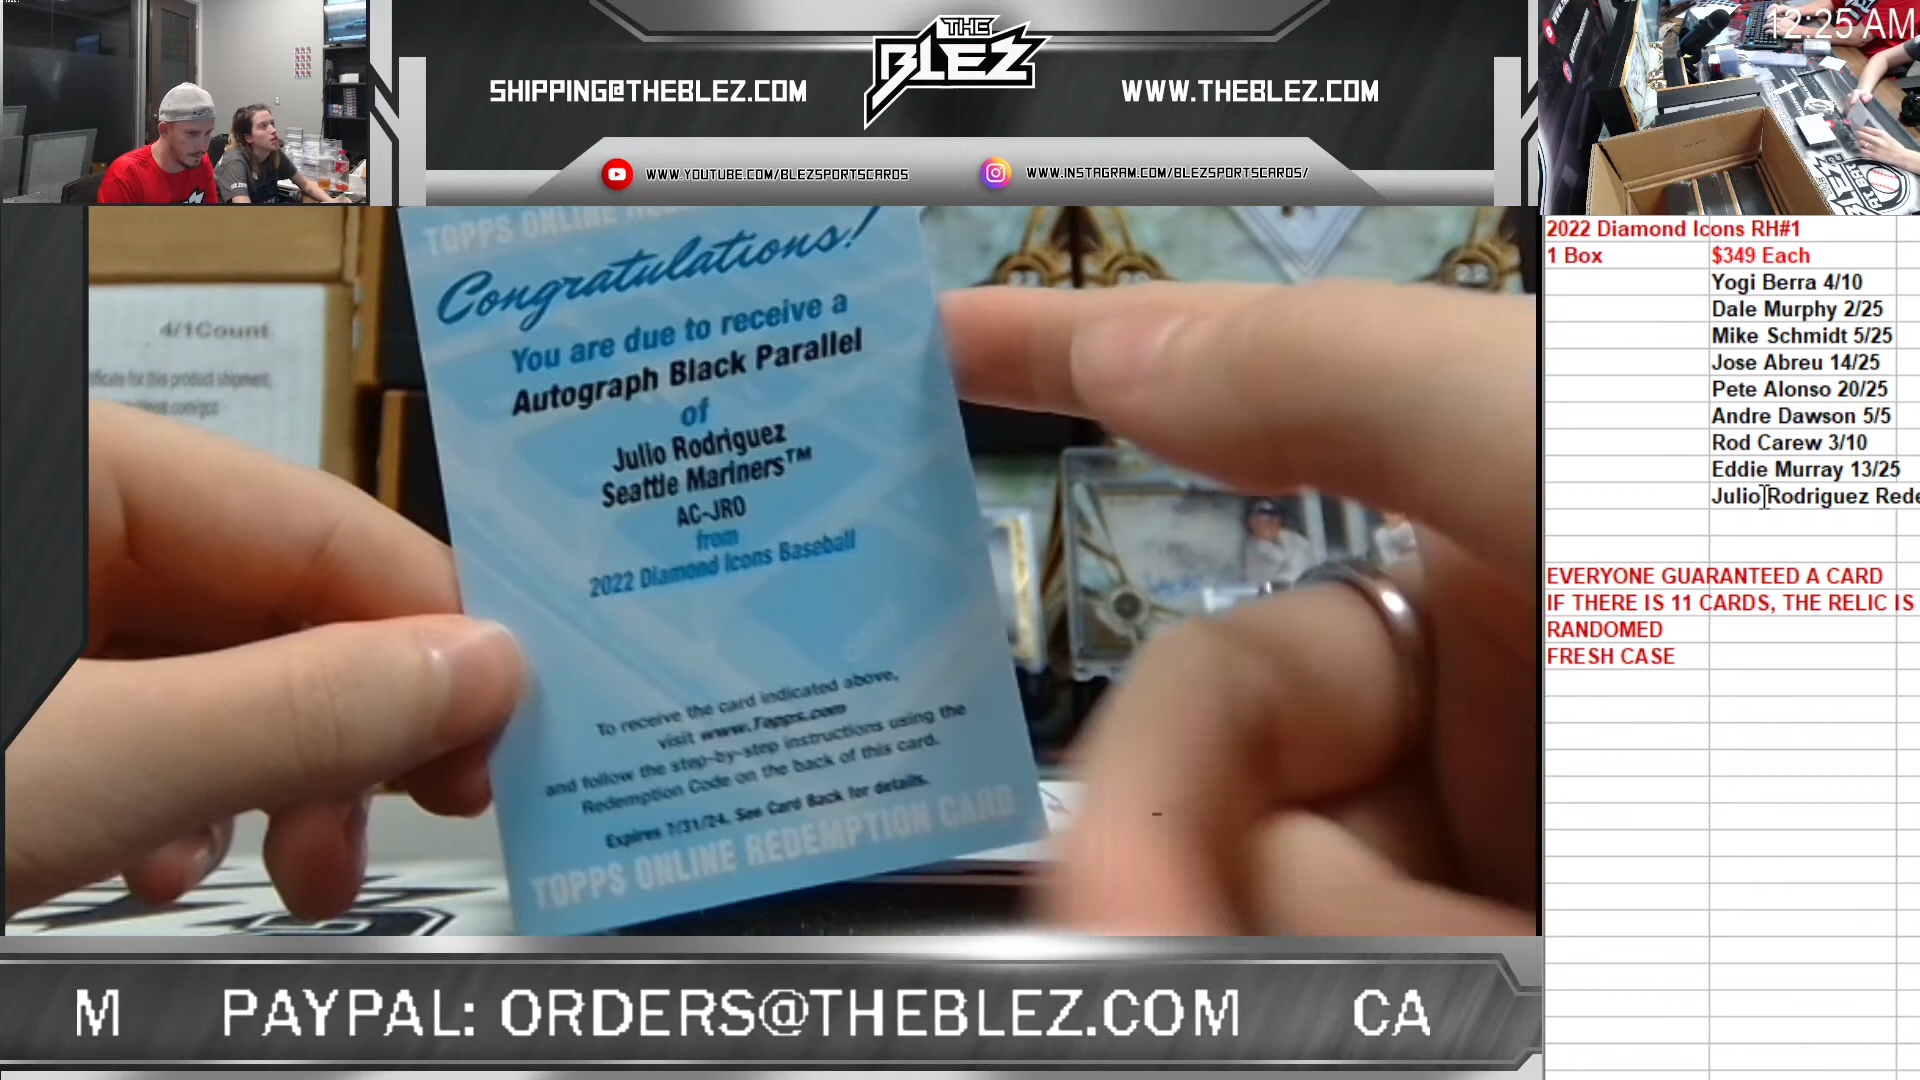 THE
BLEZ
SHIPPING@THEBLEZ.COM
WWW.THEBLEZ.COM
WWW.YOUTUBE.COM/BLEZSPORTSCARDS
WWW.INSTAGRAM.COM/BLEZSPORTSCARDS/
12:25 AM
4/1Count
TOPPS ONLINE
Congratulations!
You are due to receive a
Autograph Black Parallel
of
Julio Rodriguez
Seattle Mariners™
AC-JRO
from
2022 Diamond Icons Baseball
To receive the card indicated above,
visit www.Topps.com
and follow the step-by-step instructions using the
Redemption Code on the back of this card.
Expires 7/31/24. See Card Back for details.
TOPPS ONLINE REDEMPTION CARD
2022 Diamond Icons RH#1
1 Box $349 Each
Yogi Berra 4/10
Dale Murphy 2/25
Mike Schmidt 5/25
Jose Abreu 14/25
Pete Alonso 20/25
Andre Dawson 5/5
Rod Carew 3/10
Eddie Murray 13/25
Julio Rodriguez Rede
EVERYONE GUARANTEED A CARD
IF THERE IS 11 CARDS, THE RELIC IS
RANDOMED
FRESH CASE
M PAYPAL: ORDERS@THEBLEZ.COM CA